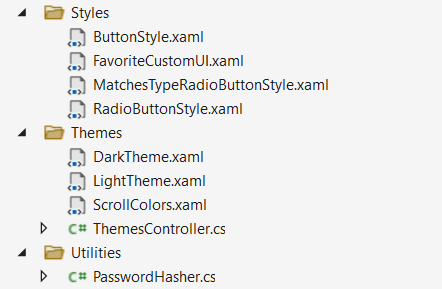 Styles
ButtonStyle.xaml
FavoriteCustomUI.xaml
MatchesTypeRadioButtonStyle.xaml
RadioButtonStyle.xaml
Themes
DarkTheme.xaml
LightTheme.xaml
ScrollColors.xaml
C# ThemesController.cs
Utilities
C# PasswordHasher.cs